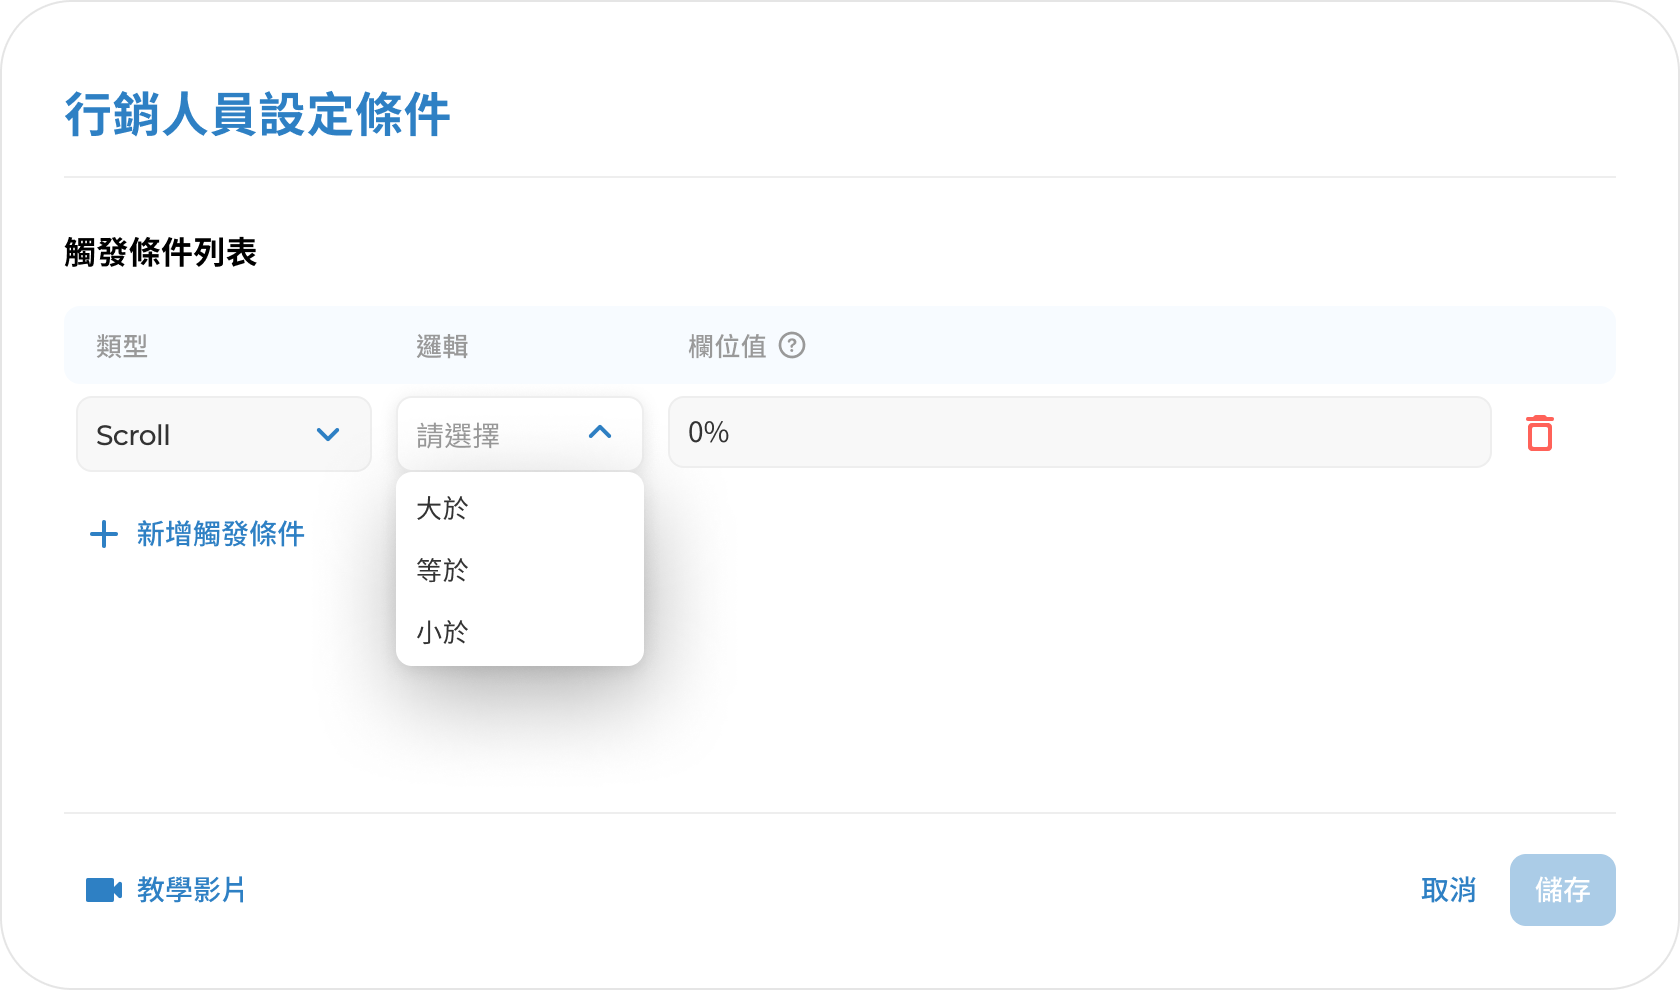 行銷人員設定條件
觸發條件列表
類型 邏輯 欄位值 ?
Scroll 請選擇 0%
大於
等於
小於
新增觸發條件
教學影片 取消 儲存